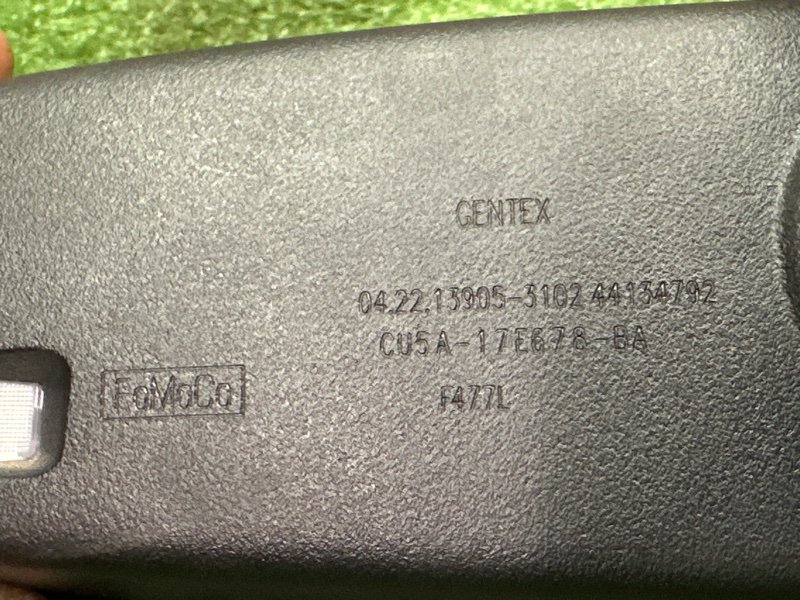 GENTEX
04.22.13905-3102 44134792
CU5A-17E678-BA
FoMoCo
F477L